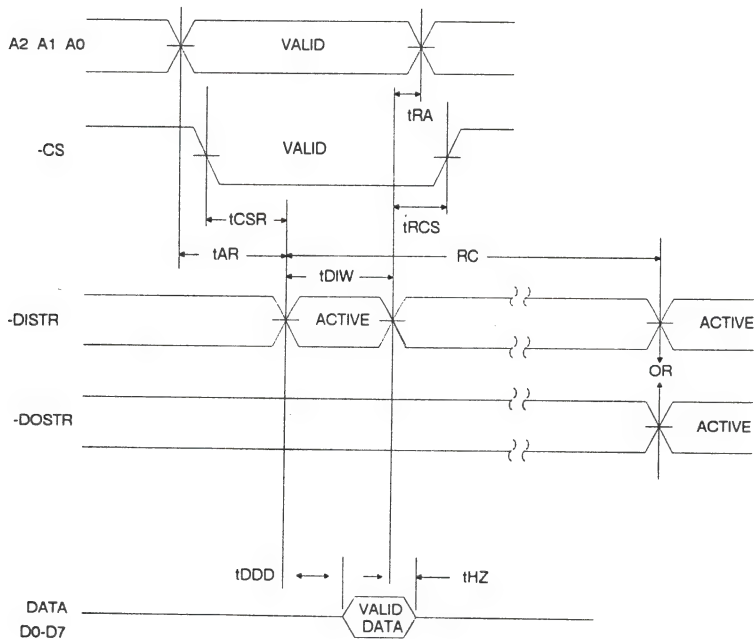 A2 A1 A0
VALID
tRA
-CS
VALID
tCSR
tRCS
tAR
RC
tDIW
-DISTR
ACTIVE
ACTIVE
OR
-DOSTR
ACTIVE
tDDD
tHZ
DATA
D0-D7
VALID
DATA